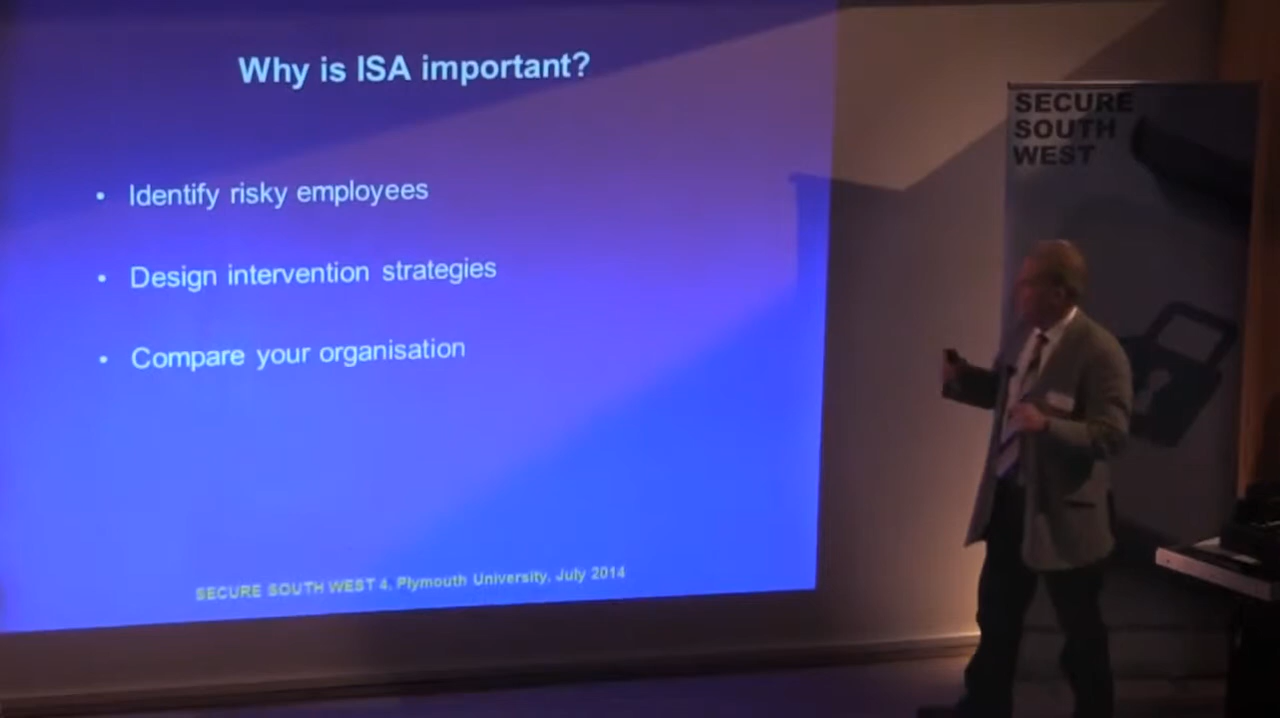 Why is ISA important?
• Identify risky employees
• Design intervention strategies
• Compare your organisation
SECURE SOUTH WEST 4, Plymouth University, July 2014
SECURE
SOUTH
WEST